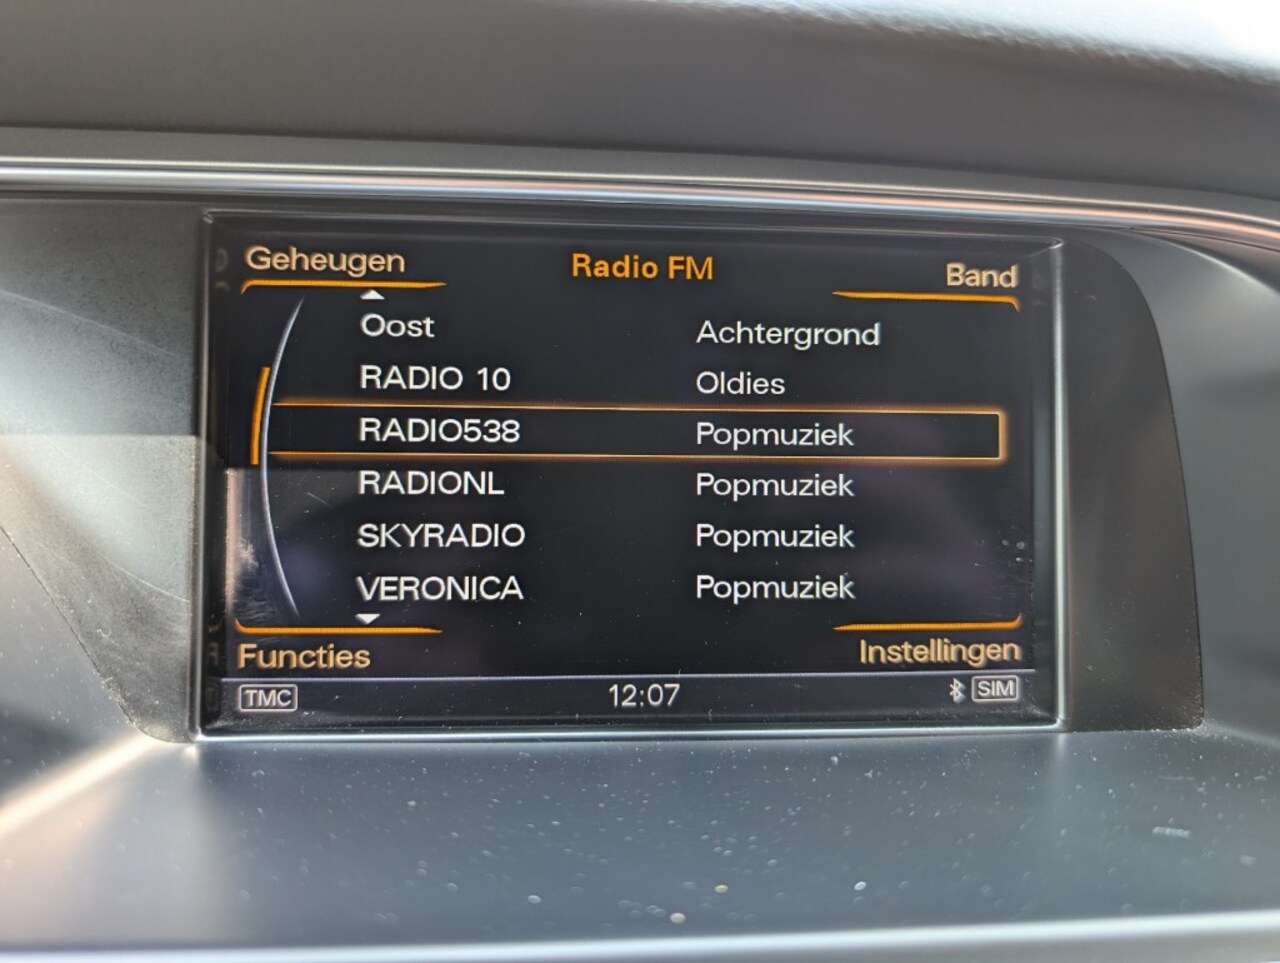 Geheugen Radio FM Band
Oost Achtergrond
RADIO 10 Oldies
RADIO538 Popmuziek
RADIONL Popmuziek
SKYRADIO Popmuziek
VERONICA Popmuziek
Functies Instellingen
TMC 12:07 SIM